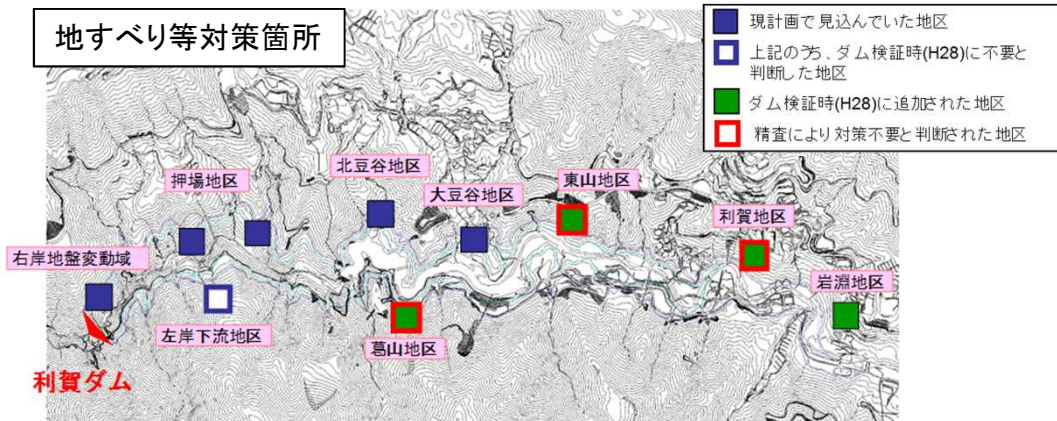 地すべり等対策箇所
現計画で見込んでいた地区
上記のうち、ダム検証時(H28)に不要と
判断した地区
ダム検証時(H28)に追加された地区
精査により対策不要と判断された地区
北豆谷地区
押場地区
大豆谷地区
東山地区
利賀地区
右岸地盤変動域
岩淵地区
左岸下流地区
葛山地区
利賀ダム